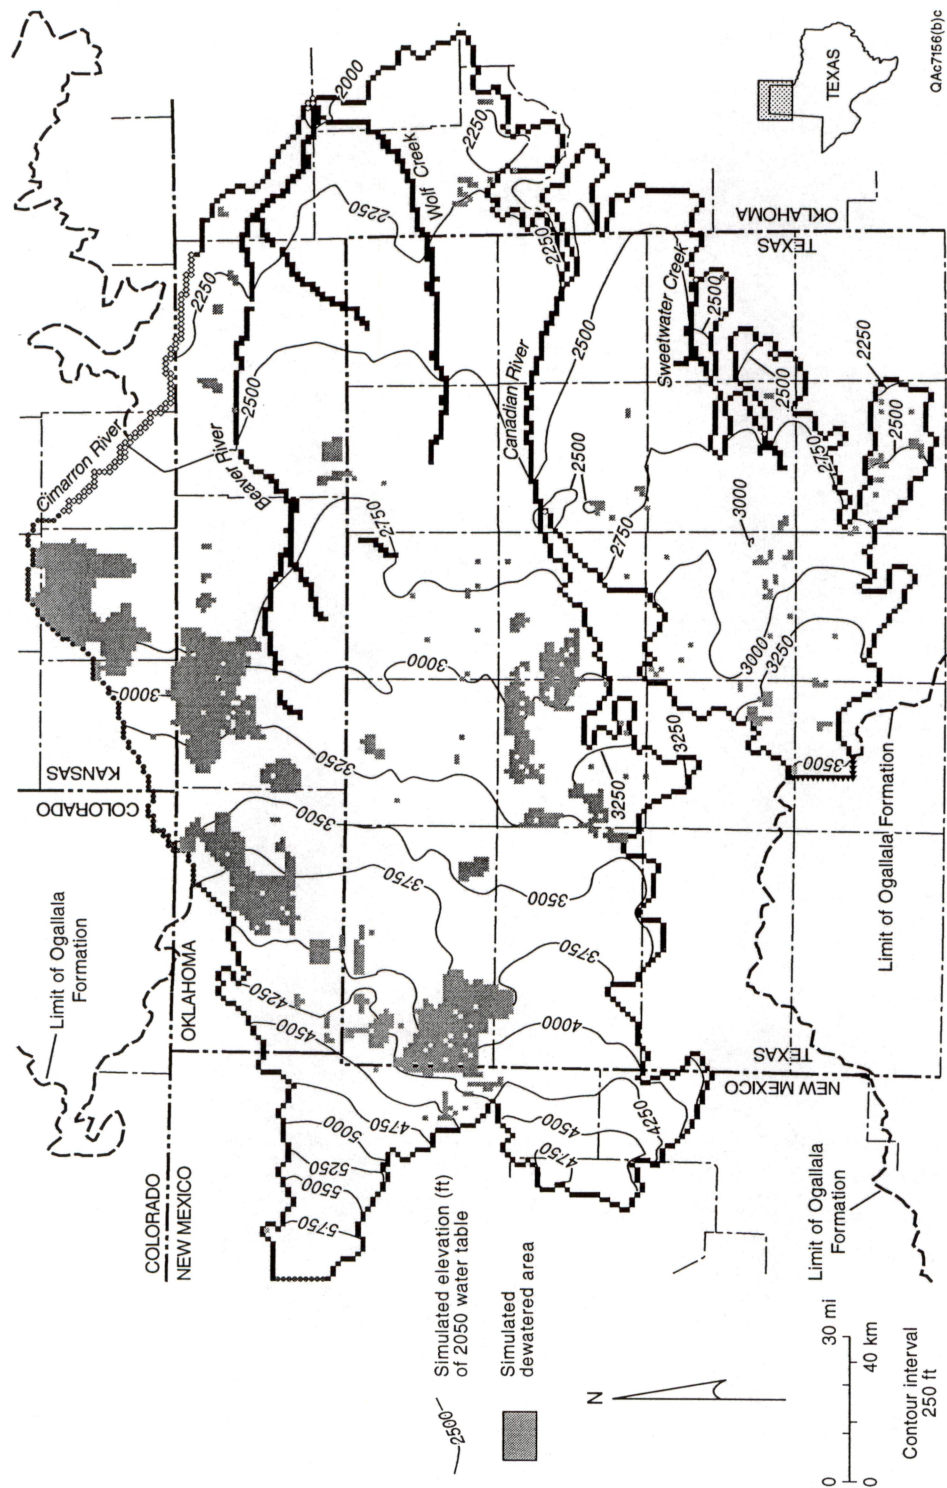 COLORADO
NEW MEXICO
Limit of Ogallala
Formation
OKLAHOMA
COLORADO
KANSAS
Cimarron River
Beaver River
Wolf Creek
Canadian River
Sweetwater Creek
OKLAHOMA
TEXAS
TEXAS
NEW MEXICO
Limit of Ogallala Formation
Limit of Ogallala
Formation
5750
5500
5250
5000
4750
4500
4250
4750
4500
4250
4000
3750
3750
3500
3500
3250
3250
3250
3000
3000
2750
2500
2250
2250
2000
2250
2250
2500
2500
2750
3000
3000
3250
3500
2500
2500
2750
2250
2500
2500
Simulated elevation (ft)
of 2050 water table
Simulated
dewatered area
N
0 30 mi
0 40 km
Contour interval
250 ft
TEXAS
QAc7156(b)c